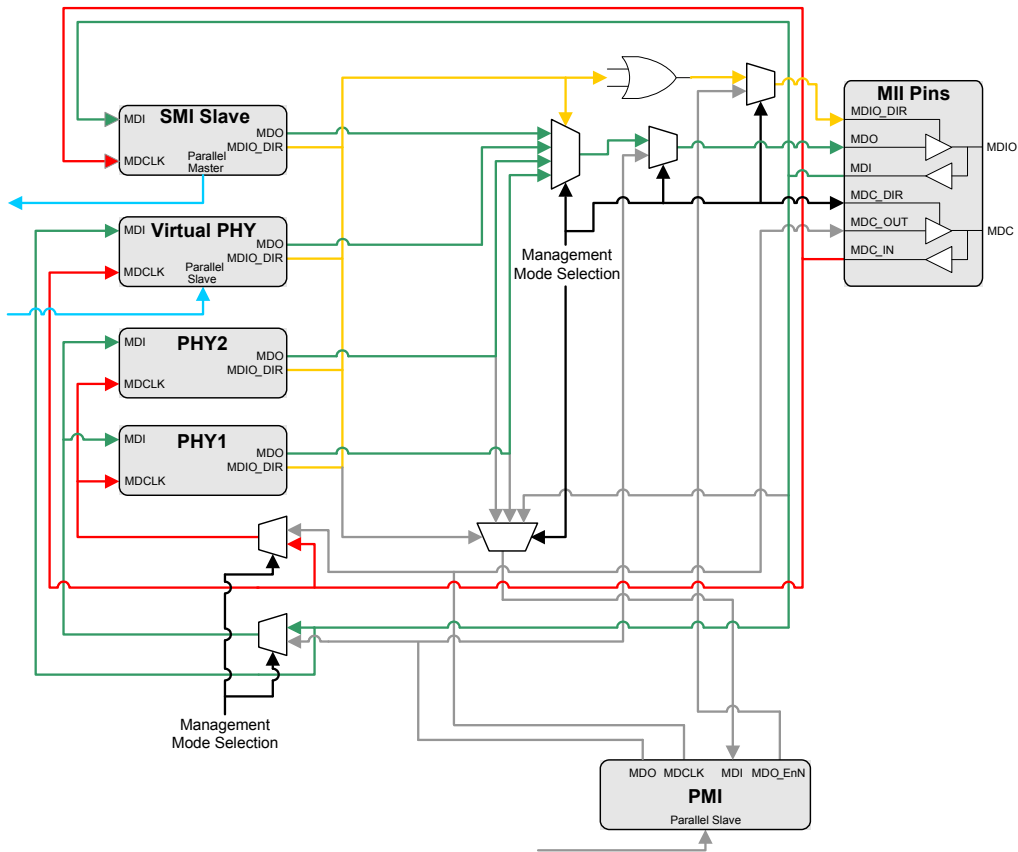 MII Pins
MDIO_DIR
MDO
MDIO
MDI
MDC_DIR
MDC_OUT
MDC
MDC_IN
SMI Slave
MDI
MDO
MDIO_DIR
MDCLK
Parallel
Master
Virtual PHY
MDI
MDO
MDIO_DIR
MDCLK
Parallel
Slave
Management
Mode Selection
PHY2
MDI
MDO
MDIO_DIR
MDCLK
PHY1
MDI
MDO
MDIO_DIR
MDCLK
Management
Mode Selection
MDO MDCLK MDI MDO_EnN
PMI
Parallel Slave